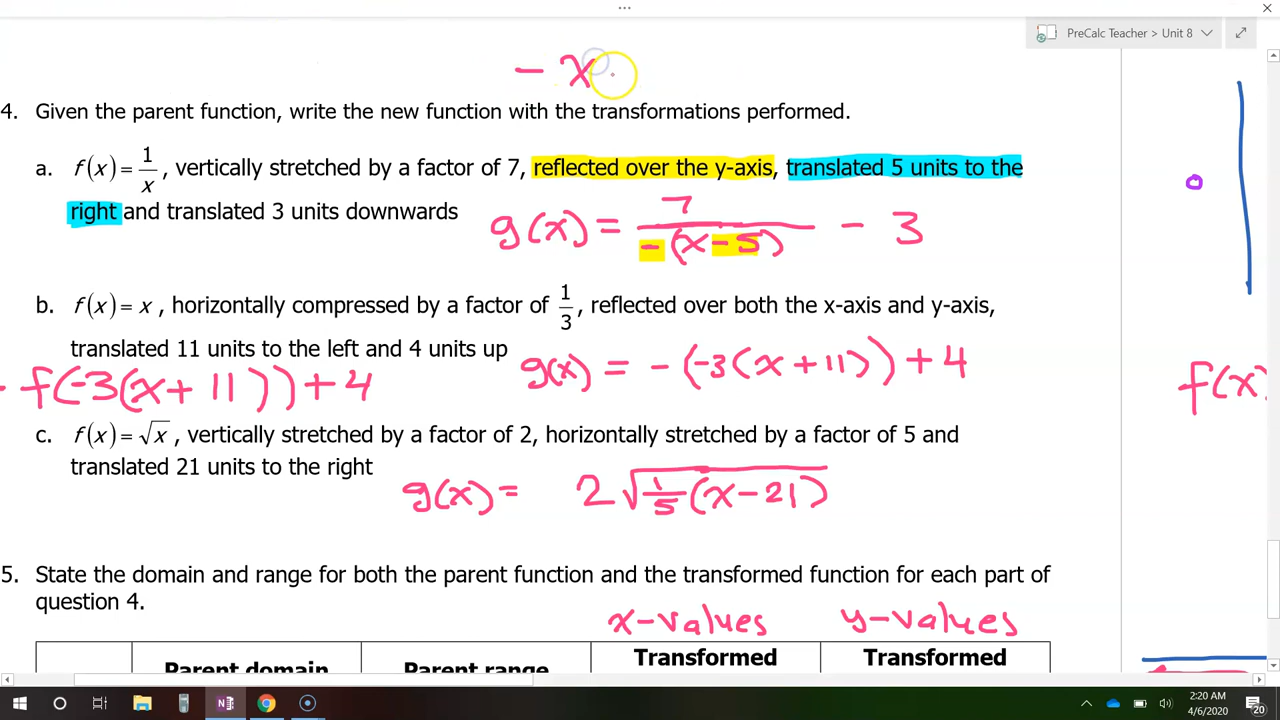 PreCalc Teacher > Unit 8
- x
4. Given the parent function, write the new function with the transformations performed.
a. f(x) = 1/x , vertically stretched by a factor of 7, reflected over the y-axis, translated 5 units to the
right and translated 3 units downwards
g(x) = 7/(-(x-5)) - 3
b. f(x) = x , horizontally compressed by a factor of 1/3, reflected over both the x-axis and y-axis,
translated 11 units to the left and 4 units up
g(x) = -(-3(x+11)) + 4
- f(-3(x+11)) + 4
f(x)
c. f(x) = √x , vertically stretched by a factor of 2, horizontally stretched by a factor of 5 and
translated 21 units to the right
g(x) = 2√(1/5(x-21))
5. State the domain and range for both the parent function and the transformed function for each part of
question 4.
x-values y-values
Parent domain Parent range Transformed Transformed
2:20 AM
4/6/2020
20